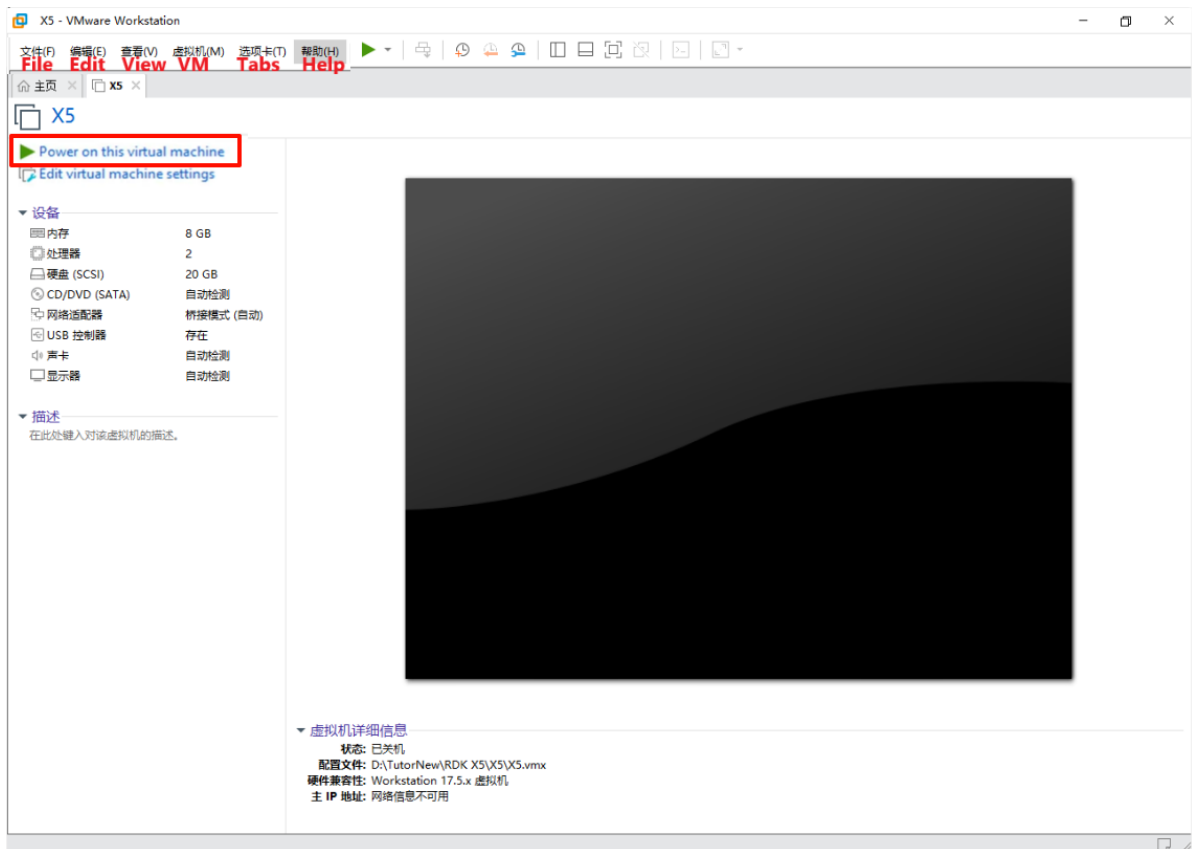 X5 - VMware Workstation
文件(F) 编辑(E) 查看(V) 虚拟机(M) 选项卡(T) 帮助(H)
File Edit View VM Tabs Help
主页 X5
X5
Power on this virtual machine
Edit virtual machine settings
设备
内存 8 GB
处理器 2
硬盘 (SCSI) 20 GB
CD/DVD (SATA) 自动检测
网络适配器 桥接模式 (自动)
USB 控制器 存在
声卡 自动检测
显示器 自动检测
描述
在此处键入对该虚拟机的描述。
虚拟机详细信息
状态: 已关机
配置文件: D:\TutorNew\RDK X5\X5\X5.vmx
硬件兼容性: Workstation 17.5.x 虚拟机
主 IP 地址: 网络信息不可用